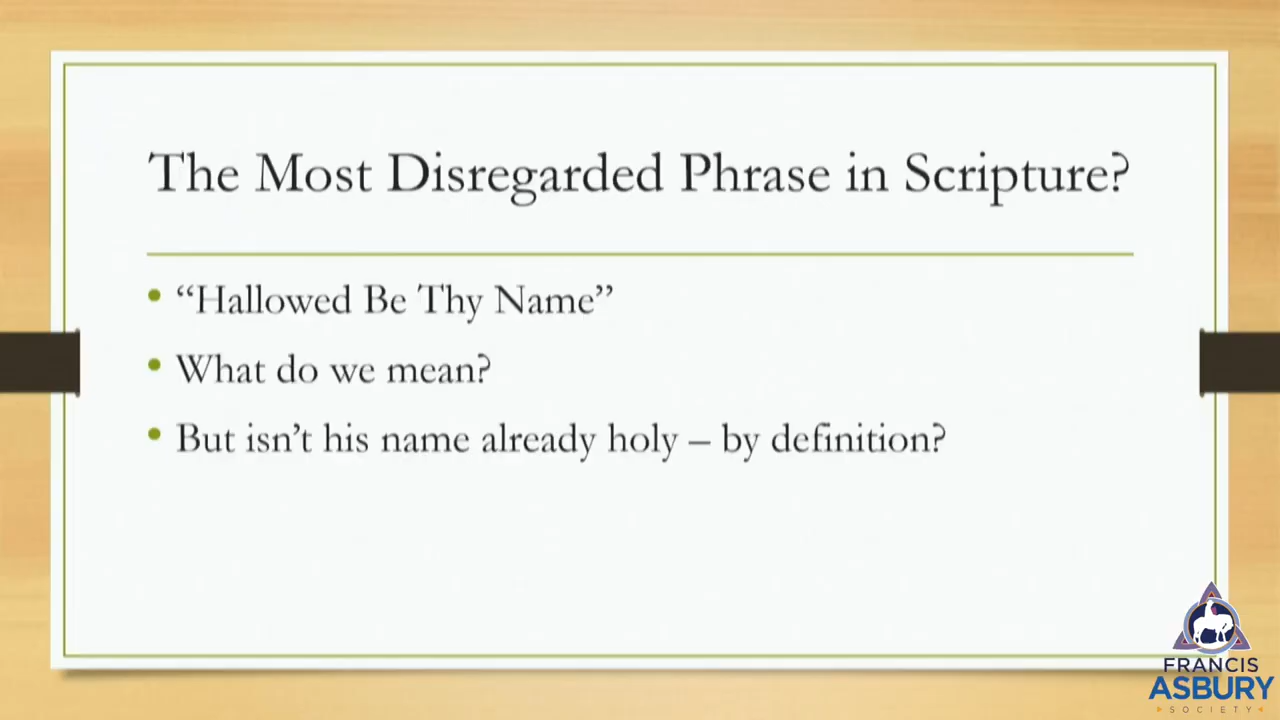 The Most Disregarded Phrase in Scripture?
• “Hallowed Be Thy Name”
• What do we mean?
• But isn’t his name already holy – by definition?
FRANCIS
ASBURY
SOCIETY